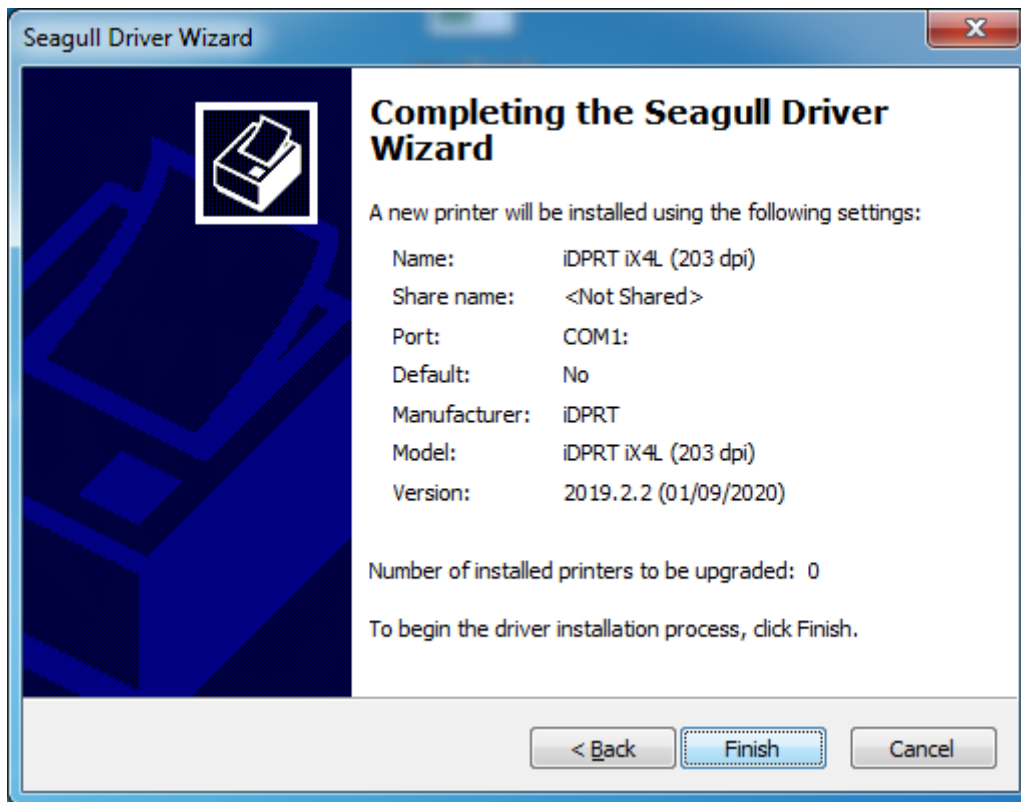 Seagull Driver Wizard
Completing the Seagull Driver
Wizard
A new printer will be installed using the following settings:
Name: iDPRT iX4L (203 dpi)
Share name: <Not Shared>
Port: COM1:
Default: No
Manufacturer: iDPRT
Model: iDPRT iX4L (203 dpi)
Version: 2019.2.2 (01/09/2020)
Number of installed printers to be upgraded: 0
To begin the driver installation process, click Finish.
< Back Finish Cancel